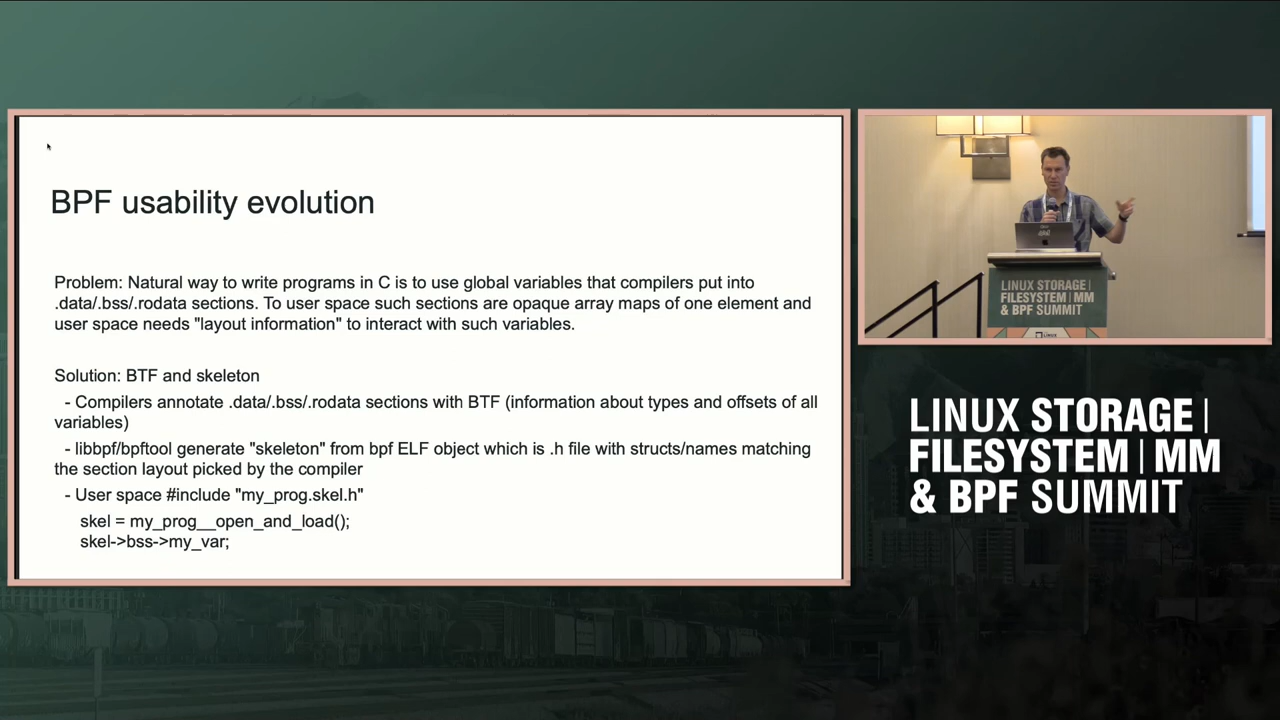 BPF usability evolution
Problem: Natural way to write programs in C is to use global variables that compilers put into
.data/.bss/.rodata sections. To user spcse such sections are opaque array maps of one element and
user space needs "layout information" to interact with such variables.
Solution: BTF and skeleton
- Compilers annotate .data/.bss/.rodata sections with BTF (information about types and offsets of all
variables)
- libbpf/bpftool generate "skeleton" from bpf ELF object which is .h file with structs/names matching
the section layout picked by the compiler
- User space #include "my_prog.skel.h"
skel = my_prog__open_and_load();
skel->bss->my_var;
LINUX STORAGE |
FILESYSTEM | MM
& BPF SUMMIT
LINUX STORAGE |
FILESYSTEM | MM
& BPF SUMMIT